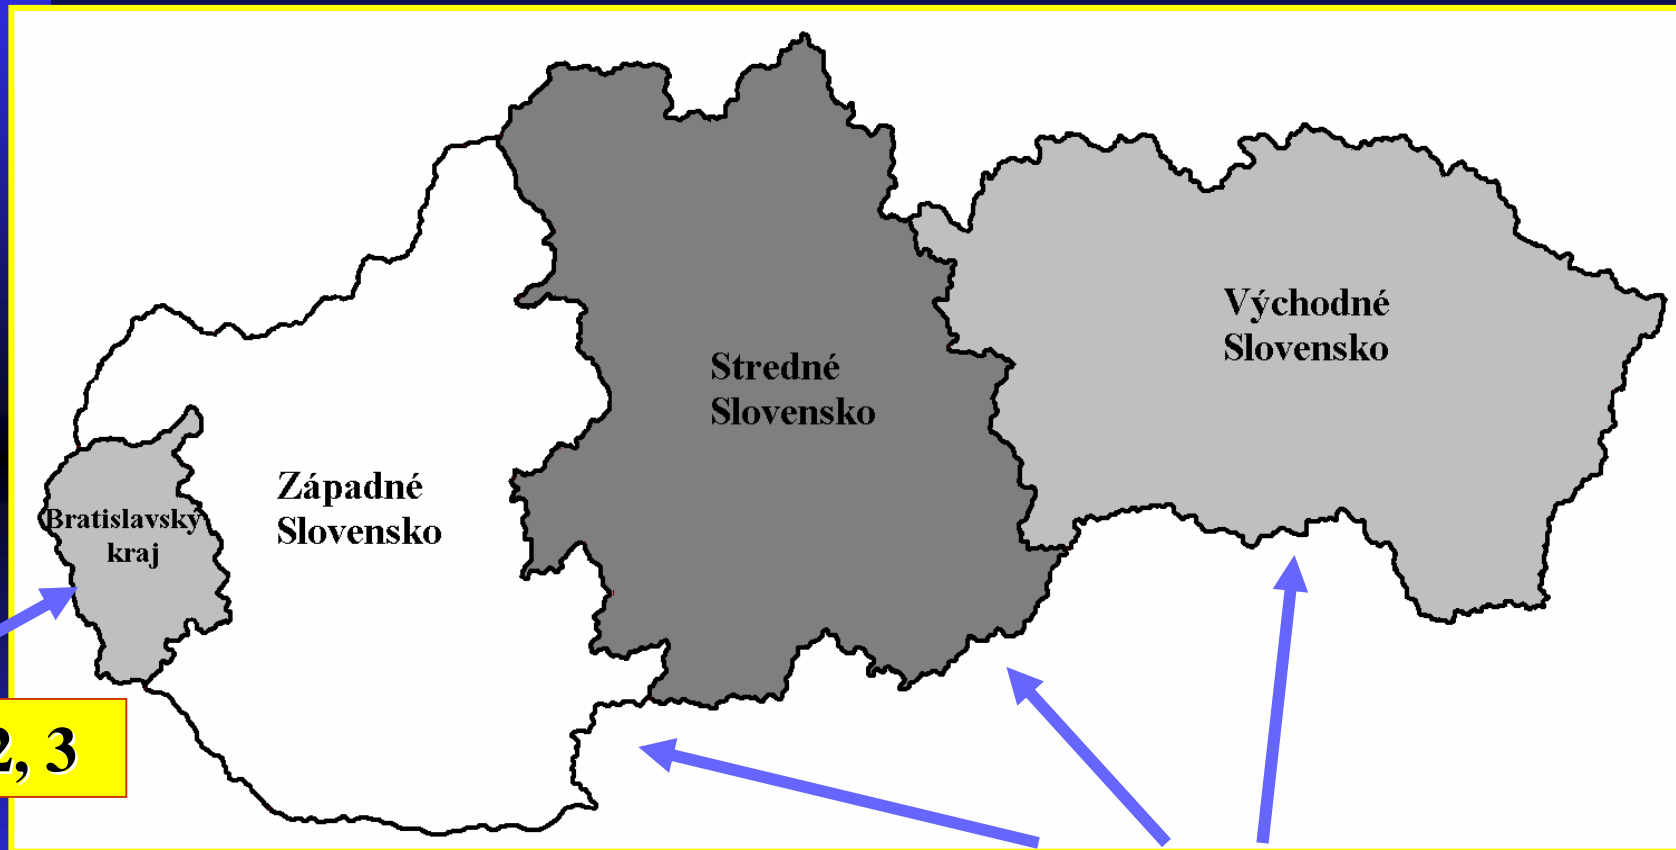 Východné
Slovensko
Stredné
Slovensko
Západné
Slovensko
Bratislavský
kraj
2, 3